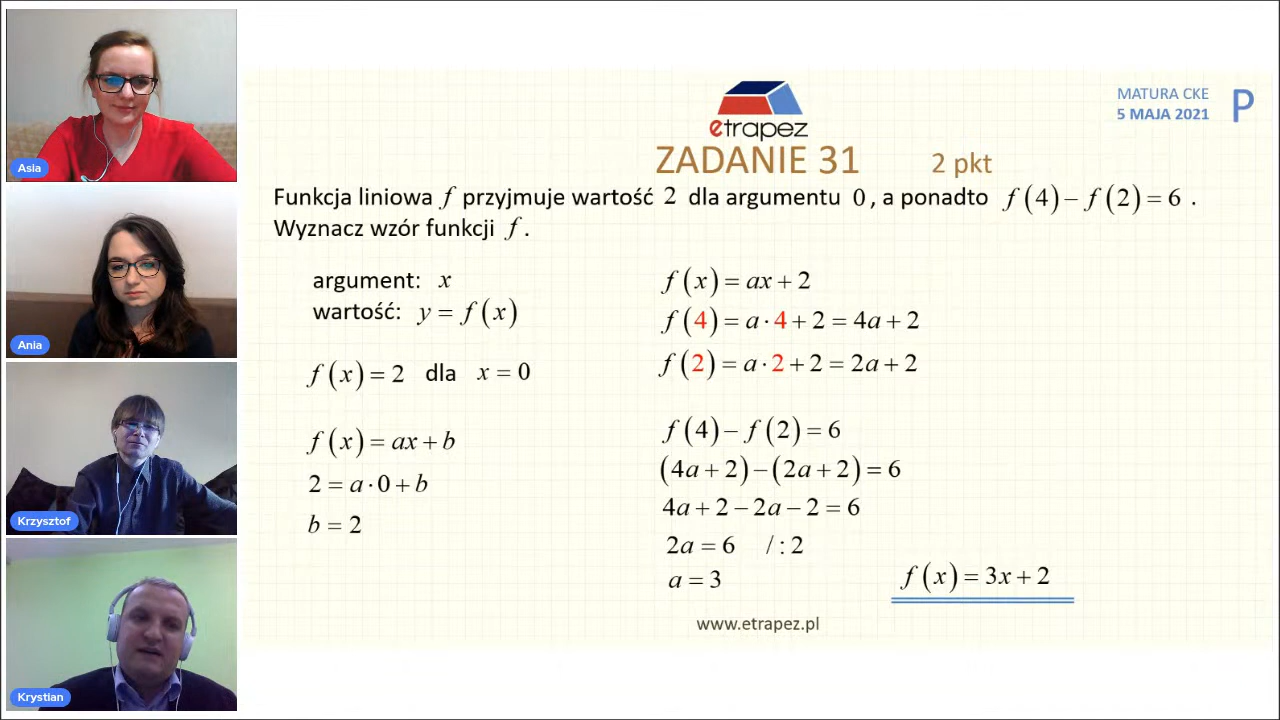 Asia
Ania
Krzysztof
Krystian
etrapez
MATURA CKE
5 MAJA 2021
P
ZADANIE 31 2 pkt
Funkcja liniowa f przyjmuje wartość 2 dla argumentu 0, a ponadto f(4)−f(2)=6.
Wyznacz wzór funkcji f.
argument: x
wartość: y=f(x)
f(x)=2 dla x=0
f(x)=ax+b
2=a·0+b
b=2
f(x)=ax+2
f(4)=a·4+2=4a+2
f(2)=a·2+2=2a+2
f(4)−f(2)=6
(4a+2)−(2a+2)=6
4a+2−2a−2=6
2a=6 /:2
a=3
f(x)=3x+2
www.etrapez.pl